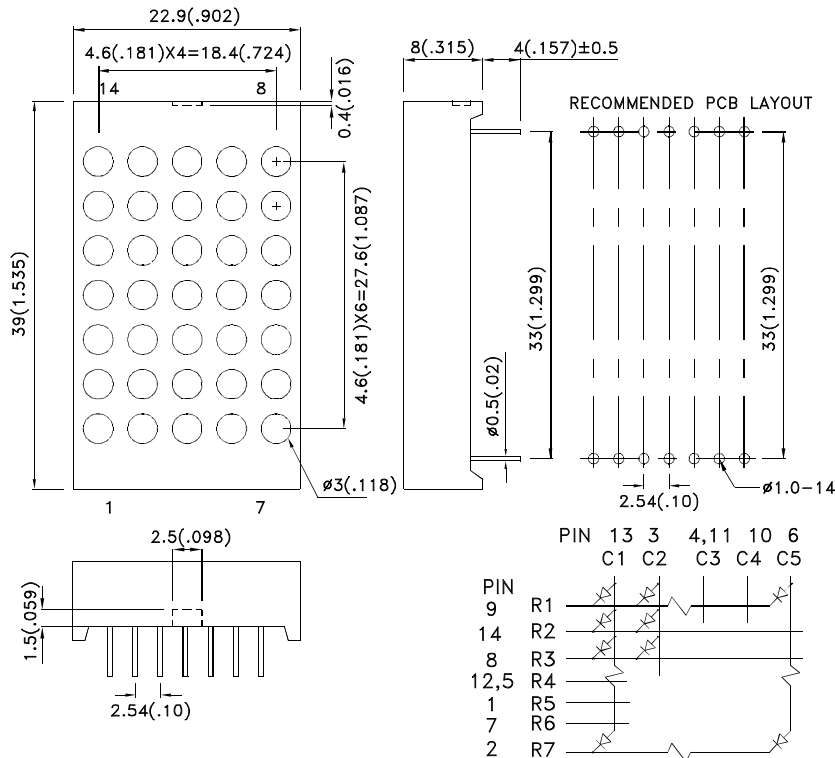 22.9(.902)
4.6(.181)X4=18.4(.724)
14
8
0.4(.016)
39(1.535)
4.6(.181)X6=27.6(1.087)
ø3(.118)
1
7
8(.315)
4(.157)±0.5
33(1.299)
ø0.5(.02)
RECOMMENDED PCB LAYOUT
33(1.299)
2.54(.10)
ø1.0-14
2.5(.098)
1.5(.059)
2.54(.10)
PIN 13 3 4,11 10 6
C1 C2 C3 C4 C5
PIN
9 R1
14 R2
8 R3
12,5 R4
1 R5
7 R6
2 R7